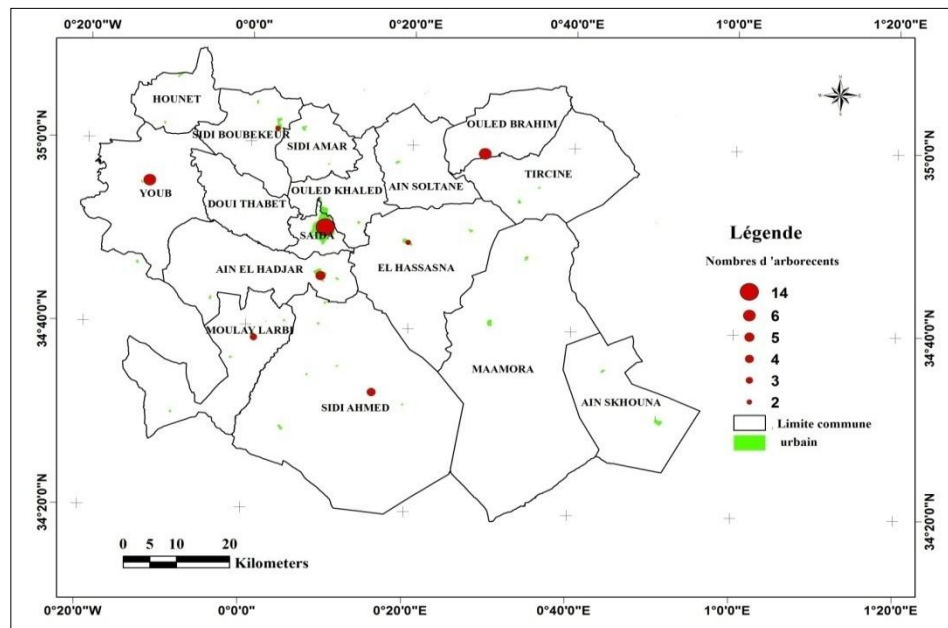 0°20'0"W 0°0'0" 0°20'0"E 0°40'0"E 1°0'0"E 1°20'0"E
HOUNET
OULED BRAHIM
35°0'0"N
SIDI BOUBEKEUR
SIDI AMAR
35°0'0"N
TIRCINE
YOUB
OULED KHALED
AIN SOLTANE
DOUI THABET
SAIDA
Légende
AIN EL HADJAR
EL HASSASNA
Nombres d 'arborecents
14
6
34°40'0"N
MOULAY LARBI
5
34°40'0"N
4
MAAMORA
3
SIDI AHMED
AIN SKHOUNA
2
Limite commune
urbain
34°20'0"N
34°20'0"N
0 5 10 20
Kilometers
0°20'0"W 0°0'0" 0°20'0"E 0°40'0"E 1°0'0"E 1°20'0"E